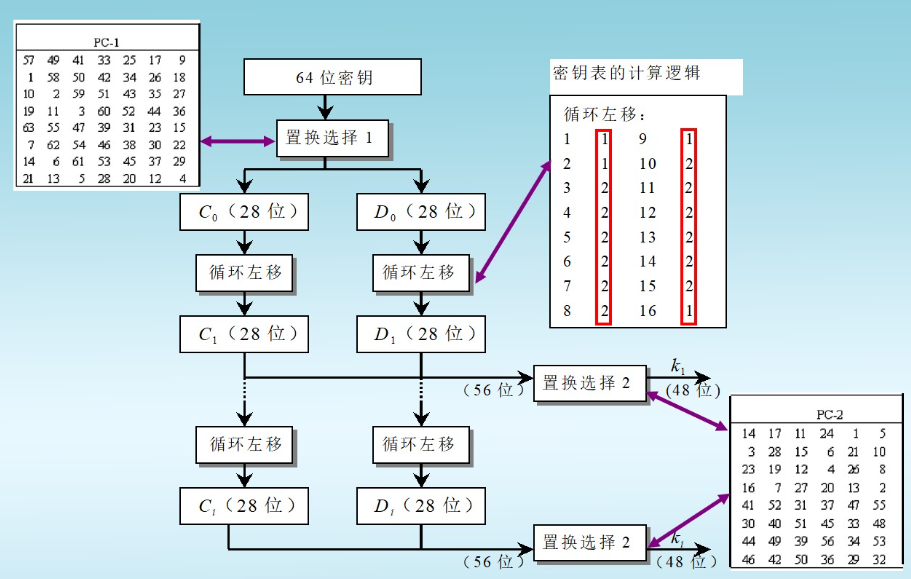 PC-1
57 49 41 33 25 17 9
1 58 50 42 34 26 18
10 2 59 51 43 35 27
19 11 3 60 52 44 36
63 55 47 39 31 23 15
7 62 54 46 38 30 22
14 6 61 53 45 37 29
21 13 5 28 20 12 4
64 位密钥
置换选择 1
C0（28 位）
D0（28 位）
循环左移
循环左移
C1（28 位）
D1（28 位）
密钥表的计算逻辑
循环左移：
1 1 9 1
2 1 10 2
3 2 11 2
4 2 12 2
5 2 13 2
6 2 14 2
7 2 15 2
8 2 16 1
（56 位）
置换选择 2
k1
(48 位)
循环左移
循环左移
Ci（28 位）
Di（28 位）
（56 位）
置换选择 2
ki
（48 位）
PC-2
14 17 11 24 1 5
3 28 15 6 21 10
23 19 12 4 26 8
16 7 27 20 13 2
41 52 31 37 47 55
30 40 51 45 33 48
44 49 39 56 34 53
46 42 50 36 29 32